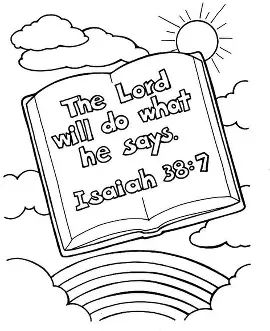 The Lord
will do what
he says.
Isaiah 38:7